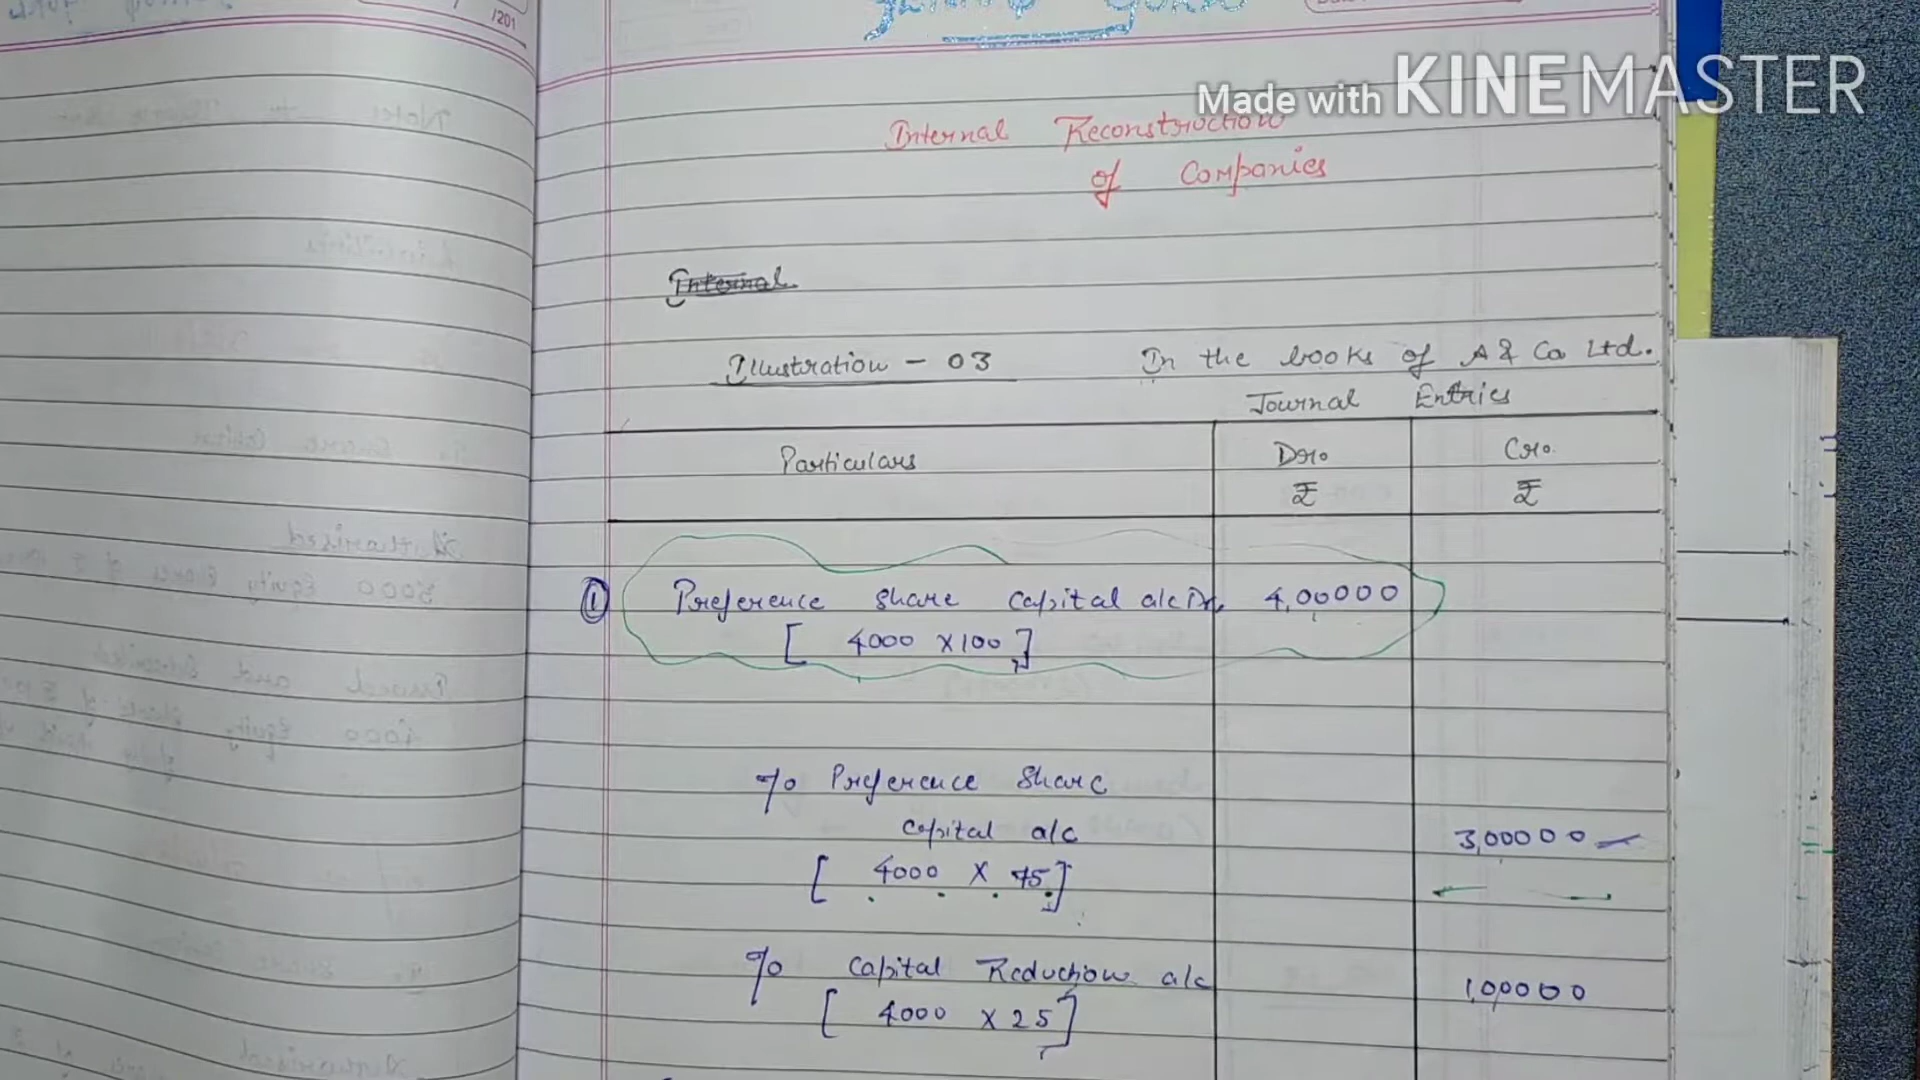 /201
Made with KINEMASTER
Internal Reconstruction
of Companies
Internal
Illustration - 03 In the books of A & Co Ltd.
Journal Entries
Particulars Dr. Cr.
₹ ₹
① Preference share capital a/c Dr. 4,00000
[ 4000 X 100 ]
To Preference share
capital a/c 3,00000
[ 4000 X 75 ]
To Capital Reduction a/c 1,00000
[ 4000 X 25 ]